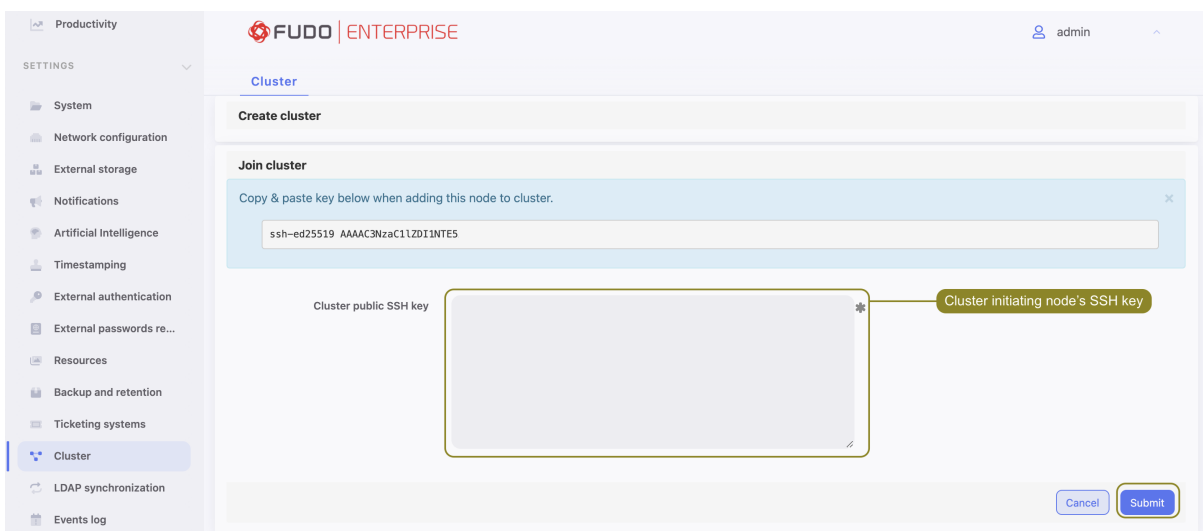 Productivity
SETTINGS
System
Network configuration
External storage
Notifications
Artificial Intelligence
Timestamping
External authentication
External passwords re...
Resources
Backup and retention
Ticketing systems
Cluster
LDAP synchronization
Events log
FUDO | ENTERPRISE
admin
Cluster
Create cluster
Join cluster
Copy & paste key below when adding this node to cluster.
ssh-ed25519 AAAAC3NzaC1lZDI1NTE5
Cluster public SSH key
Cluster initiating node's SSH key
Cancel
Submit